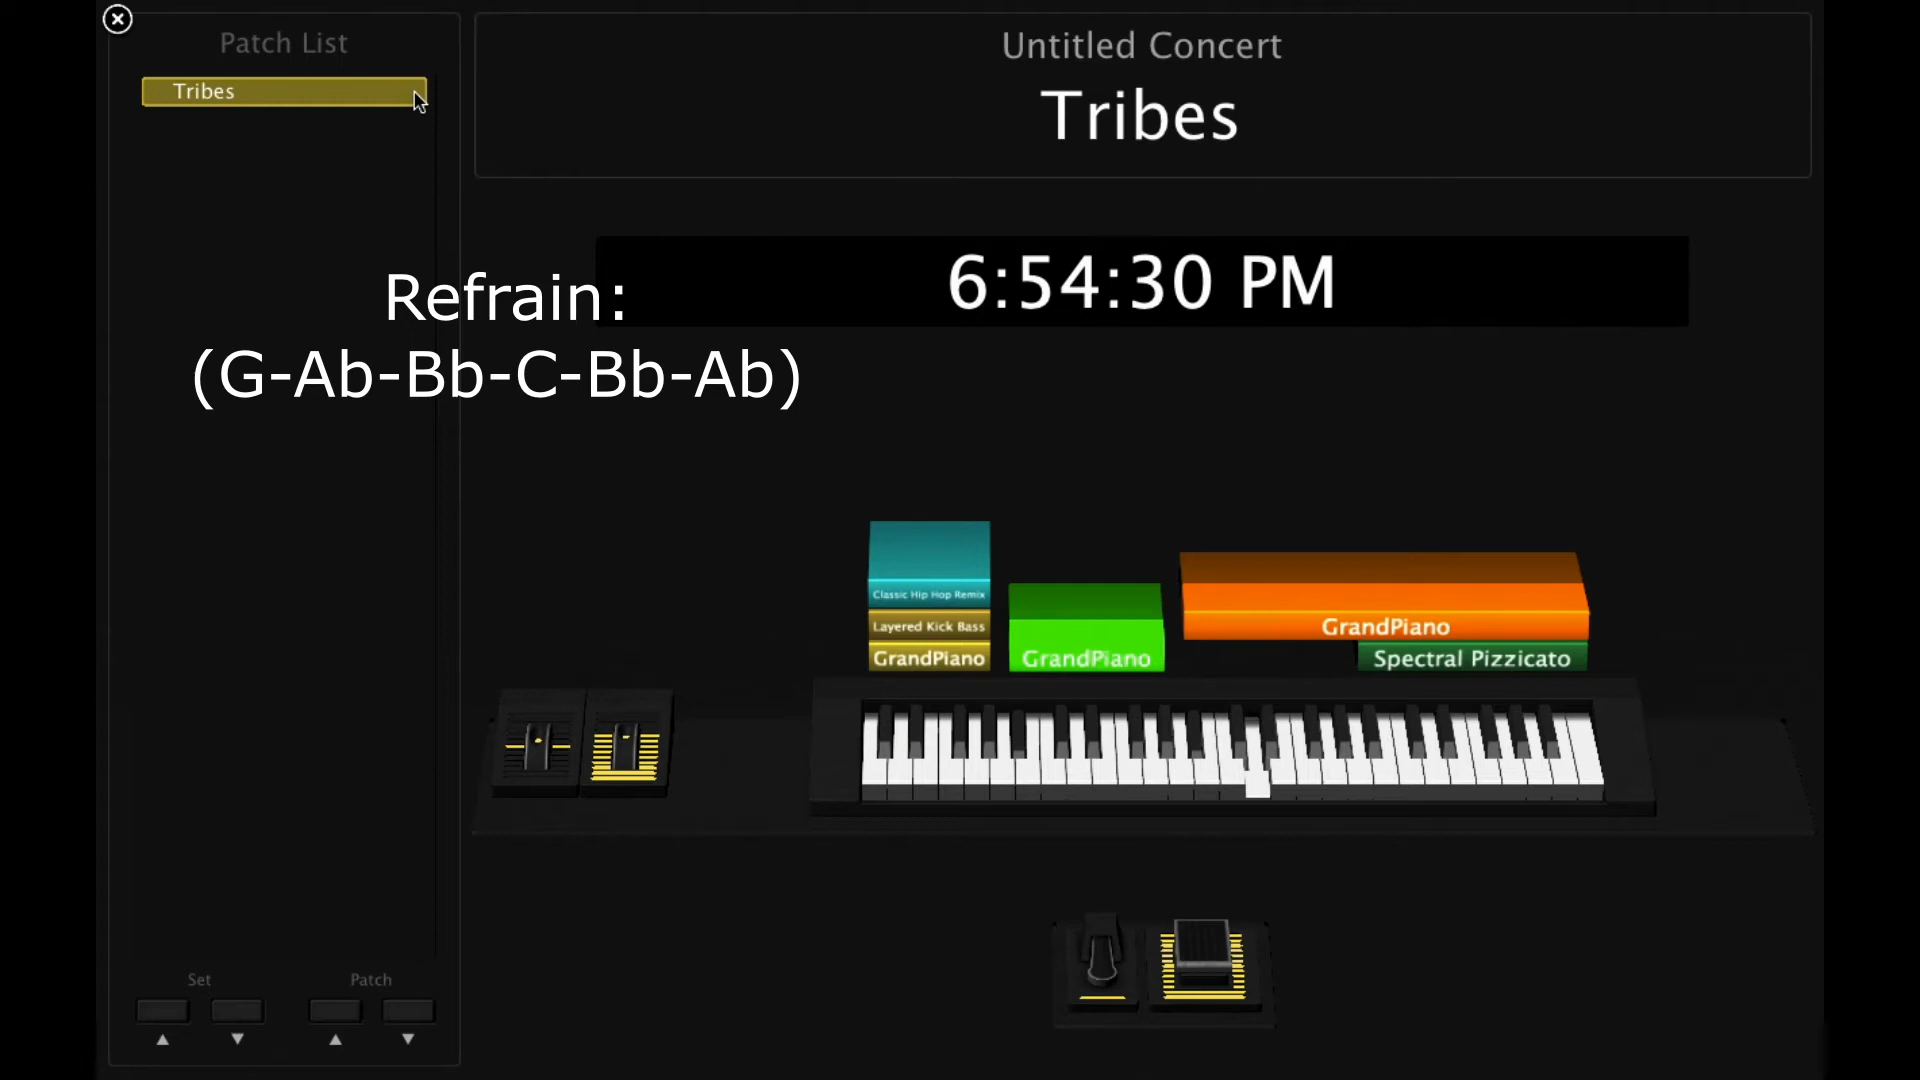 Patch List
Tribes
Untitled Concert
Tribes
6:54:30 PM
Refrain:
(G-Ab-Bb-C-Bb-Ab)
Classic Hip Hop Remix
Layered Kick Bass
GrandPiano
GrandPiano
GrandPiano
Spectral Pizzicato
Set
Patch